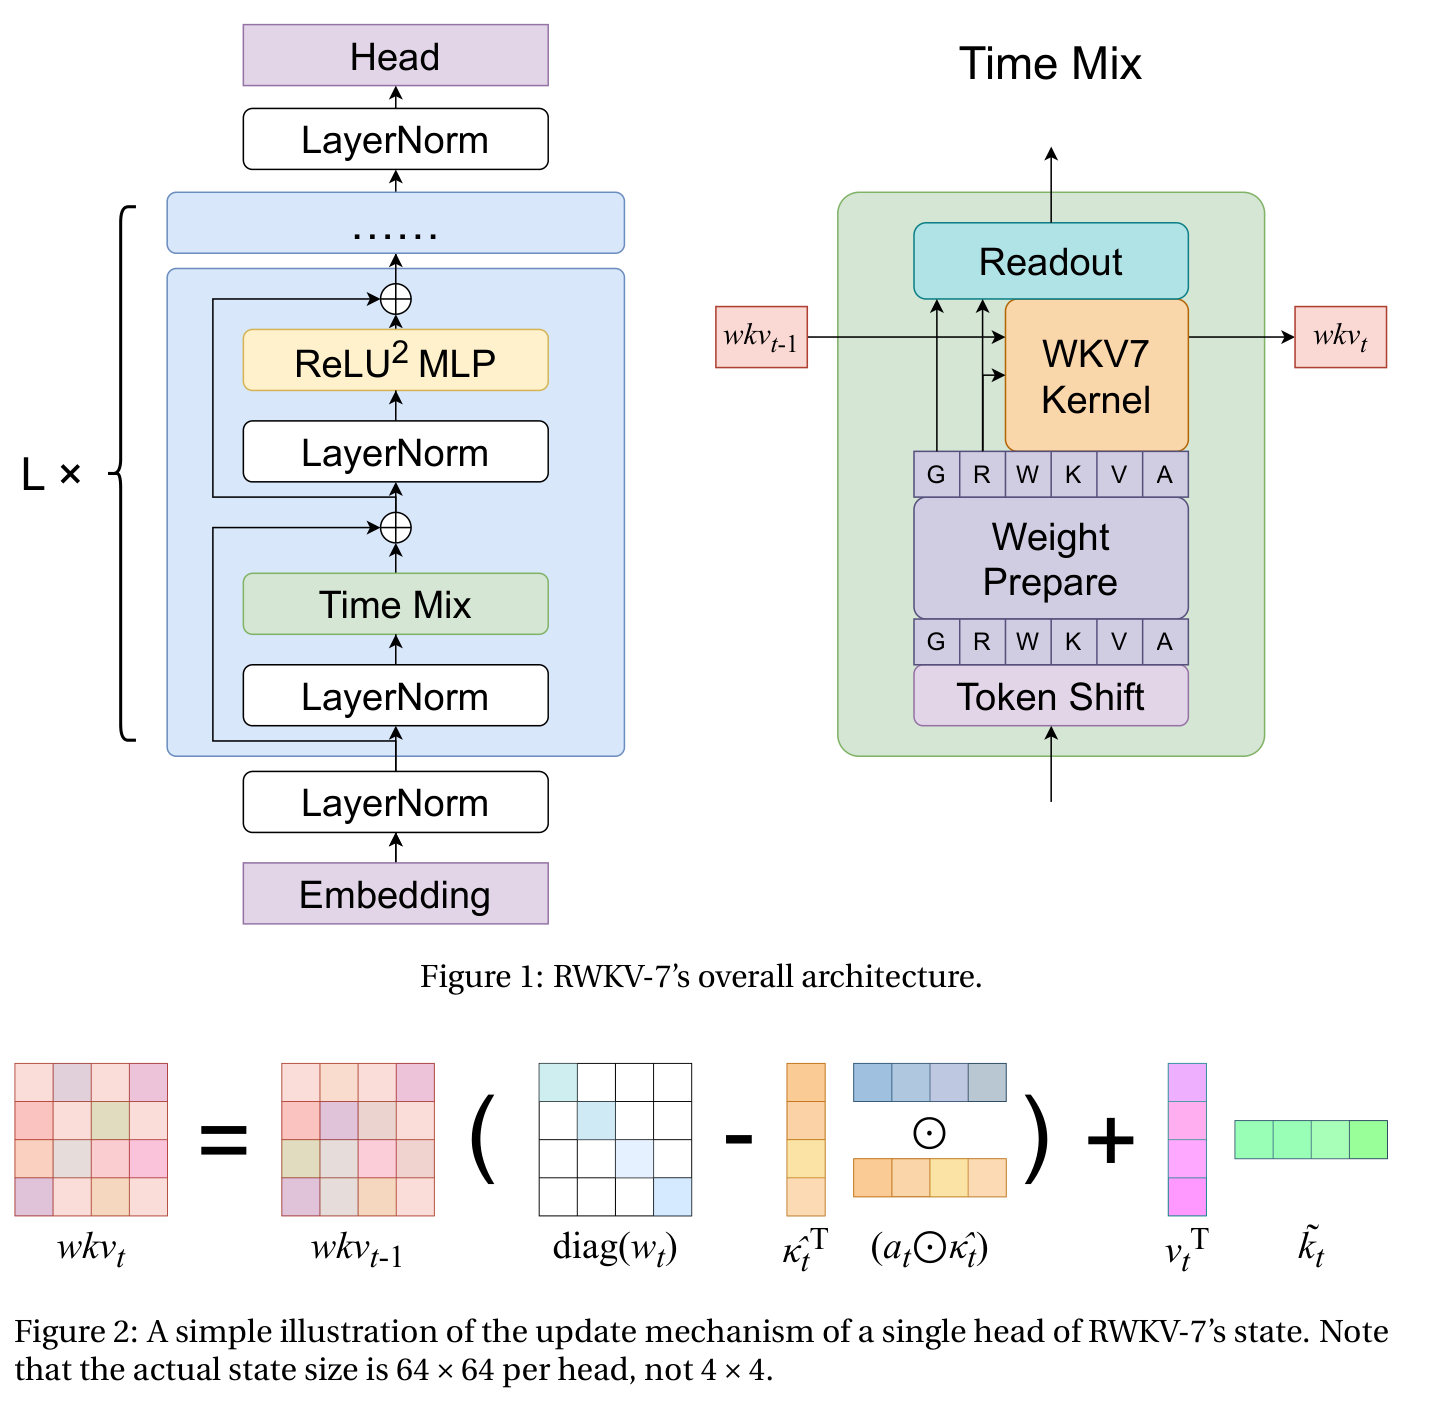 Head
LayerNorm
......
ReLU² MLP
LayerNorm
L ×
Time Mix
LayerNorm
LayerNorm
Embedding
Time Mix
Readout
wkv_{t-1}
WKV7
Kernel
wkv_t
G R W K V A
Weight
Prepare
G R W K V A
Token Shift
Figure 1: RWKV-7’s overall architecture.
= ( - ⊙ ) +
wkv_t wkv_{t-1} diag(w_t) κ̂_t^T (a_t⊙κ̂_t) v_t^T k̃_t
Figure 2: A simple illustration of the update mechanism of a single head of RWKV-7’s state. Note
that the actual state size is 64 × 64 per head, not 4 × 4.